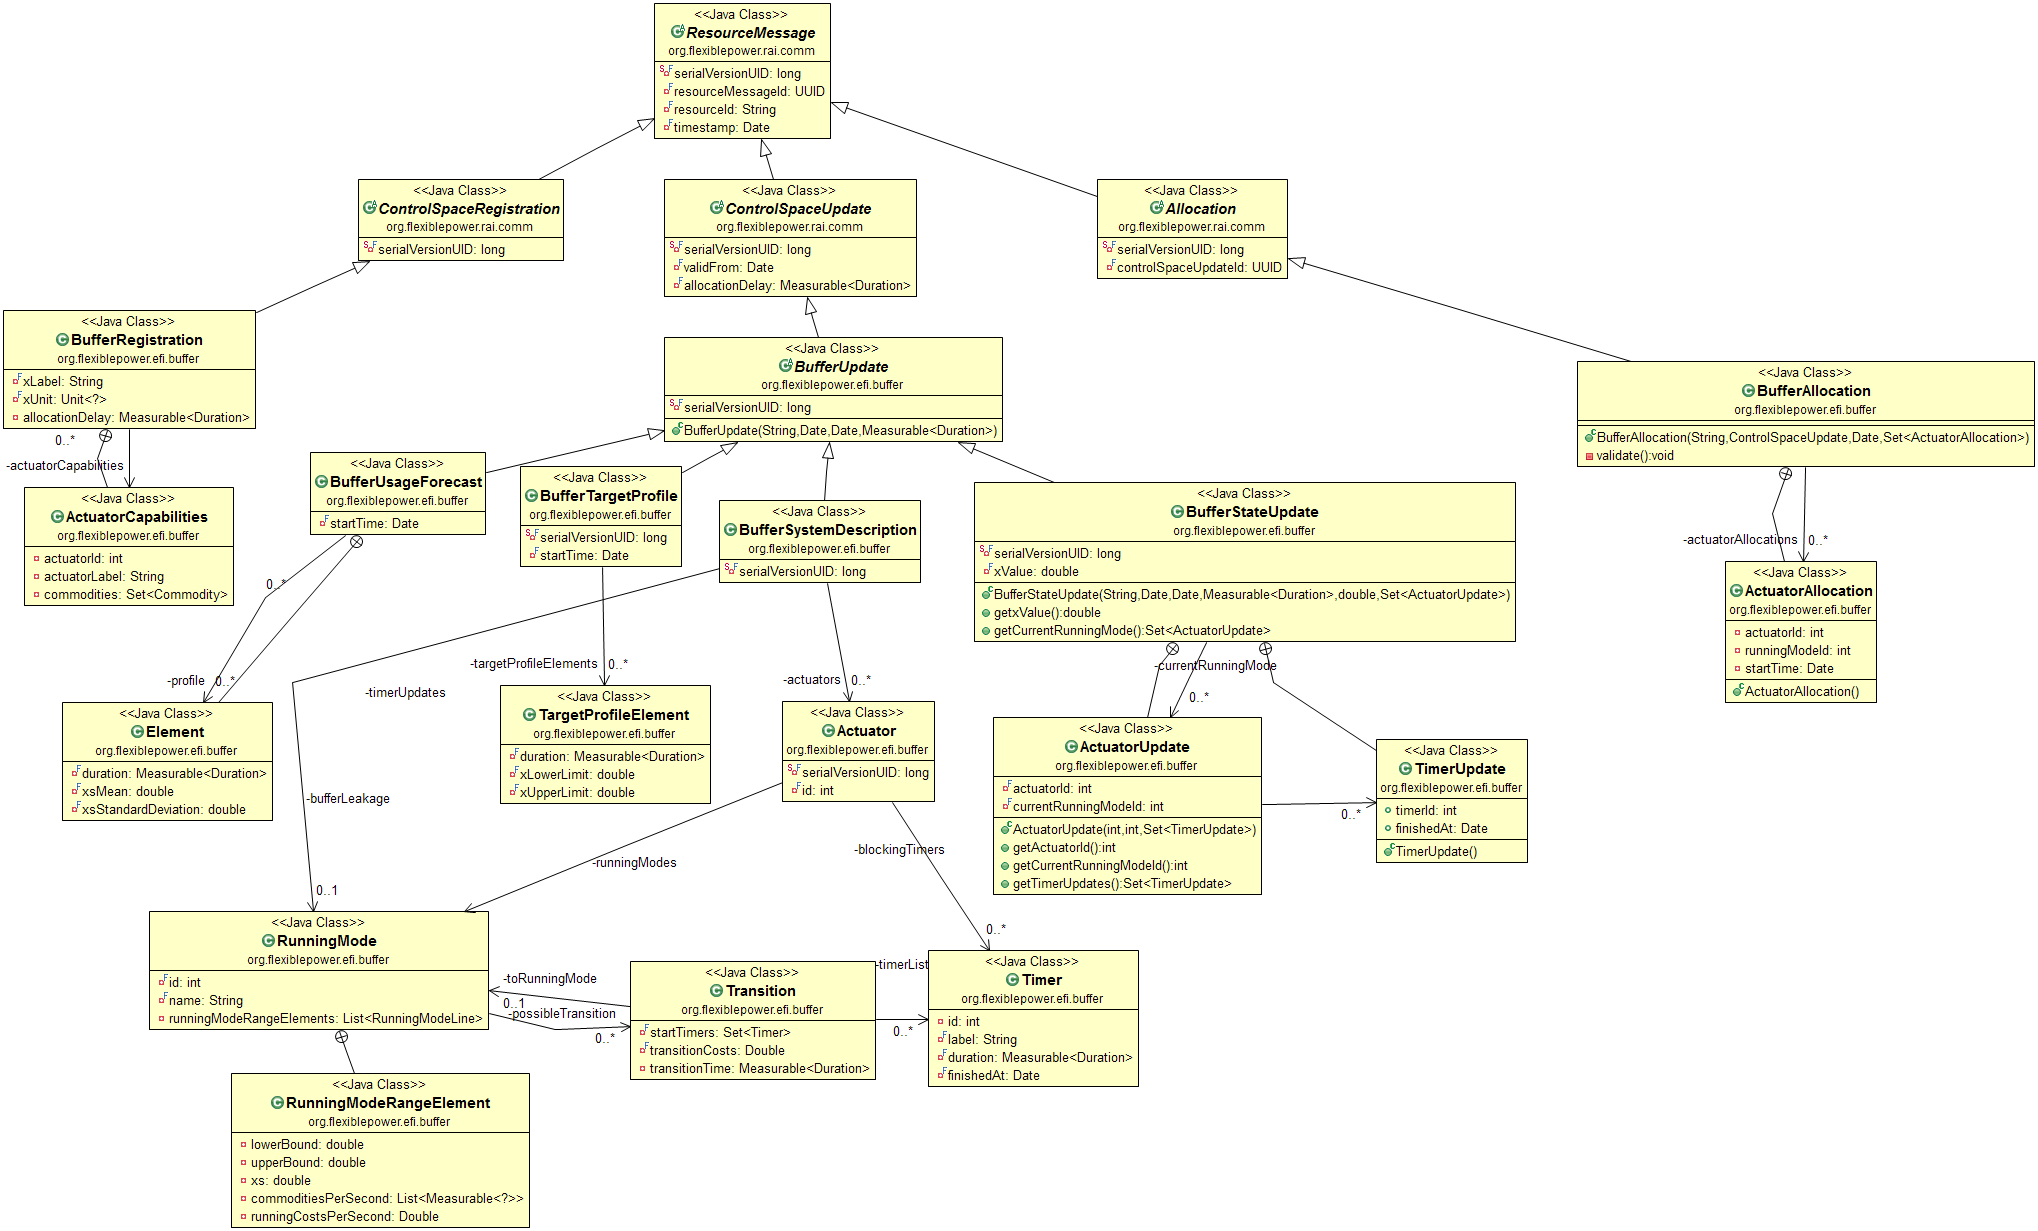 <<Java Class>>
ResourceMessage
org.flexiblepower.rai.comm
serialVersionUID: long
resourceMessageId: UUID
resourceId: String
timestamp: Date
<<Java Class>>
ControlSpaceRegistration
org.flexiblepower.rai.comm
serialVersionUID: long
<<Java Class>>
ControlSpaceUpdate
org.flexiblepower.rai.comm
serialVersionUID: long
validFrom: Date
allocationDelay: Measurable<Duration>
<<Java Class>>
Allocation
org.flexiblepower.rai.comm
serialVersionUID: long
controlSpaceUpdateId: UUID
<<Java Class>>
BufferRegistration
org.flexiblepower.efi.buffer
xLabel: String
xUnit: Unit<?>
allocationDelay: Measurable<Duration>
0..*
-actuatorCapabilities
<<Java Class>>
ActuatorCapabilities
org.flexiblepower.efi.buffer
actuatorId: int
actuatorLabel: String
commodities: Set<Commodity>
<<Java Class>>
BufferUpdate
org.flexiblepower.efi.buffer
serialVersionUID: long
BufferUpdate(String,Date,Date,Measurable<Duration>)
<<Java Class>>
BufferAllocation
org.flexiblepower.efi.buffer
BufferAllocation(String,ControlSpaceUpdate,Date,Set<ActuatorAllocation>)
validate():void
-actuatorAllocations
0..*
<<Java Class>>
ActuatorAllocation
org.flexiblepower.efi.buffer
actuatorId: int
runningModeId: int
startTime: Date
ActuatorAllocation()
<<Java Class>>
BufferUsageForecast
org.flexiblepower.efi.buffer
startTime: Date
0..*
-profile
0..*
<<Java Class>>
BufferTargetProfile
org.flexiblepower.efi.buffer
serialVersionUID: long
startTime: Date
-targetProfileElements
0..*
<<Java Class>>
BufferSystemDescription
org.flexiblepower.efi.buffer
serialVersionUID: long
-timerUpdates
-actuators
0..*
<<Java Class>>
BufferStateUpdate
org.flexiblepower.efi.buffer
serialVersionUID: long
xValue: double
BufferStateUpdate(String,Date,Date,Measurable<Duration>,double,Set<ActuatorUpdate>)
getxValue():double
getCurrentRunningMode():Set<ActuatorUpdate>
-currentRunningMode
0..*
<<Java Class>>
Element
org.flexiblepower.efi.buffer
duration: Measurable<Duration>
xsMean: double
xsStandardDeviation: double
<<Java Class>>
TargetProfileElement
org.flexiblepower.efi.buffer
duration: Measurable<Duration>
xLowerLimit: double
xUpperLimit: double
<<Java Class>>
Actuator
org.flexiblepower.efi.buffer
serialVersionUID: long
id: int
<<Java Class>>
ActuatorUpdate
org.flexiblepower.efi.buffer
actuatorId: int
currentRunningModeId: int
ActuatorUpdate(int,int,Set<TimerUpdate>)
getActuatorId():int
getCurrentRunningModeId():int
getTimerUpdates():Set<TimerUpdate>
0..*
<<Java Class>>
TimerUpdate
org.flexiblepower.efi.buffer
timerId: int
finishedAt: Date
TimerUpdate()
-bufferLeakage
0..1
-runningModes
-blockingTimers
0..*
<<Java Class>>
RunningMode
org.flexiblepower.efi.buffer
id: int
name: String
runningModeRangeElements: List<RunningModeLine>
-toRunningMode
0..1
-possibleTransition
0..*
<<Java Class>>
Transition
org.flexiblepower.efi.buffer
startTimers: Set<Timer>
transitionCosts: Double
transitionTime: Measurable<Duration>
-timerList
0..*
<<Java Class>>
Timer
org.flexiblepower.efi.buffer
id: int
label: String
duration: Measurable<Duration>
finishedAt: Date
<<Java Class>>
RunningModeRangeElement
org.flexiblepower.efi.buffer
lowerBound: double
upperBound: double
xs: double
commoditiesPerSecond: List<Measurable<?>>
runningCostsPerSecond: Double